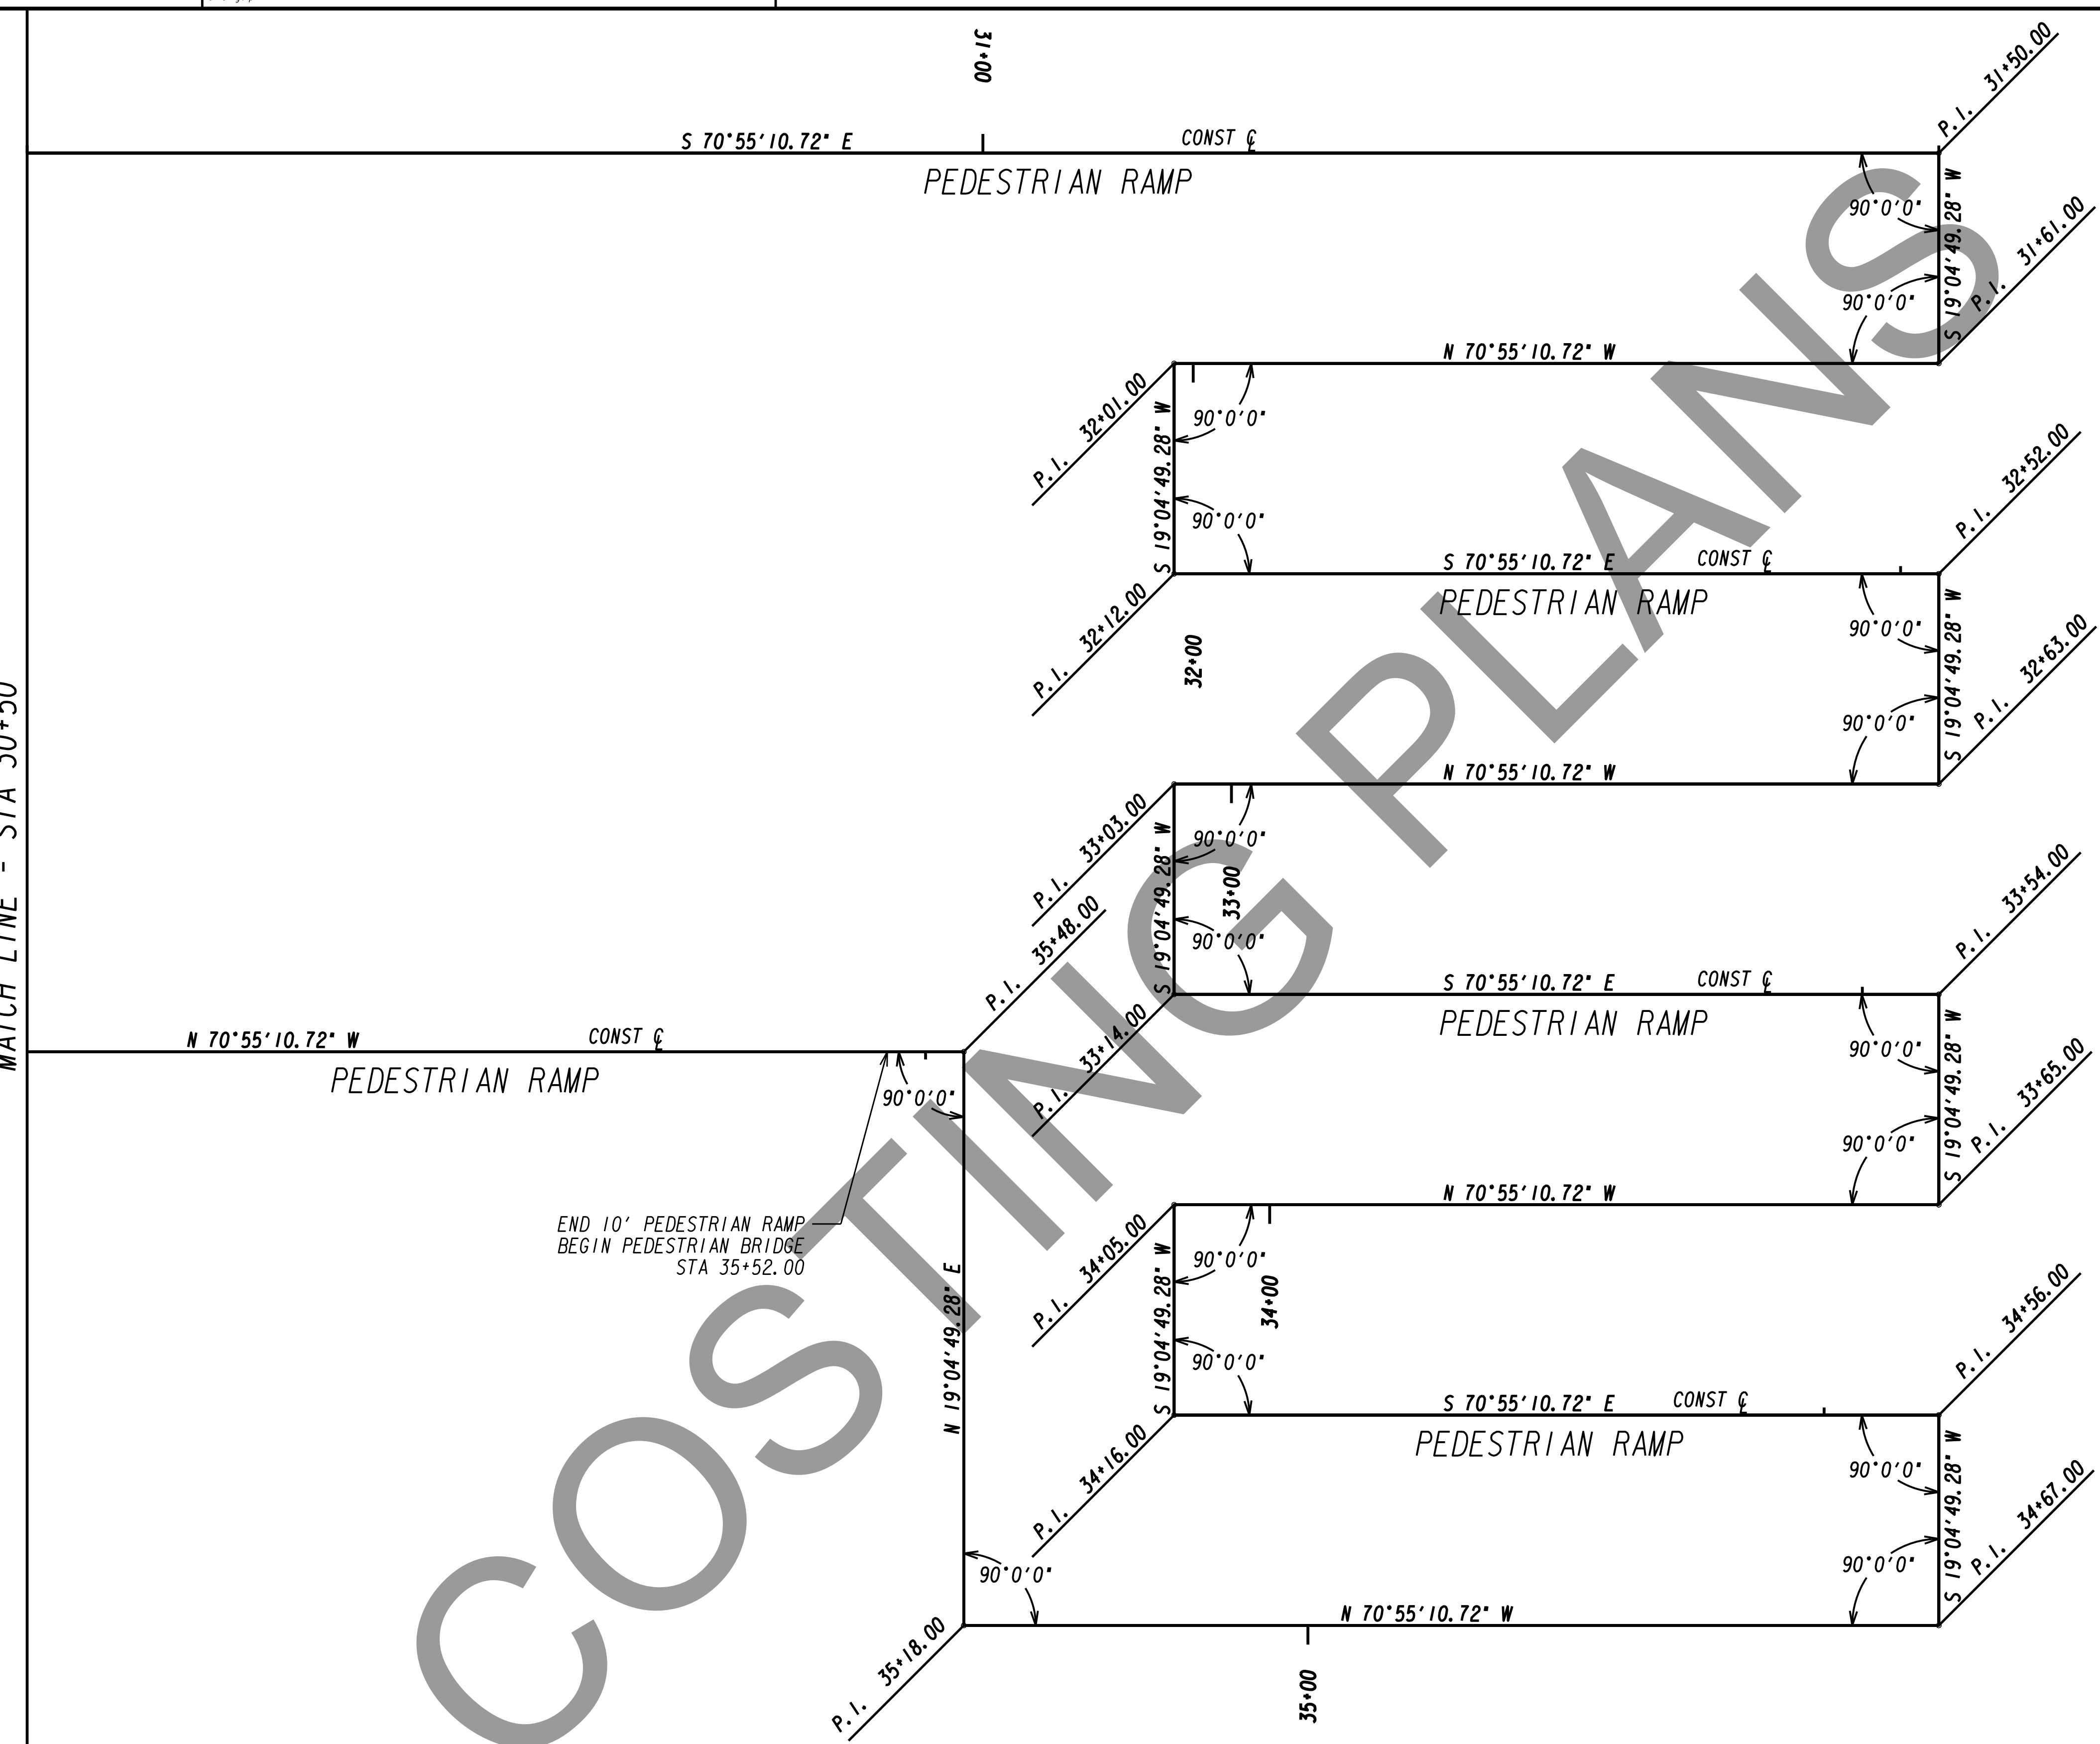 31+00
P.I. 31+50.00
S 70°55'10.72" E
CONST ℄
PEDESTRIAN RAMP
90°0'0"
S 19°04'49.28" W
P.I. 31+61.00
90°0'0"
N 70°55'10.72" W
P.I. 32+01.00
90°0'0"
S 19°04'49.28" W
90°0'0"
P.I. 32+12.00
S 70°55'10.72" E
CONST ℄
PEDESTRIAN RAMP
P.I. 32+52.00
90°0'0"
S 19°04'49.28" W
32+00
P.I. 32+63.00
90°0'0"
MATCH LINE - STA 30+50
N 70°55'10.72" W
P.I. 33+03.00
90°0'0"
S 19°04'49.28" W
33+00
90°0'0"
P.I. 35+48.00
P.I. 33+14.00
S 70°55'10.72" E
CONST ℄
PEDESTRIAN RAMP
P.I. 33+54.00
90°0'0"
S 19°04'49.28" W
N 70°55'10.72" W
CONST ℄
PEDESTRIAN RAMP
90°0'0"
P.I. 33+65.00
90°0'0"
N 70°55'10.72" W
END 10' PEDESTRIAN RAMP
BEGIN PEDESTRIAN BRIDGE
STA 35+52.00
N 19°04'49.28" E
P.I. 34+05.00
90°0'0"
S 19°04'49.28" W
34+00
90°0'0"
P.I. 34+16.00
S 70°55'10.72" E
CONST ℄
PEDESTRIAN RAMP
P.I. 34+56.00
90°0'0"
S 19°04'49.28" W
P.I. 34+67.00
90°0'0"
90°0'0"
N 70°55'10.72" W
P.I. 35+18.00
35+00
COSTING PLANS